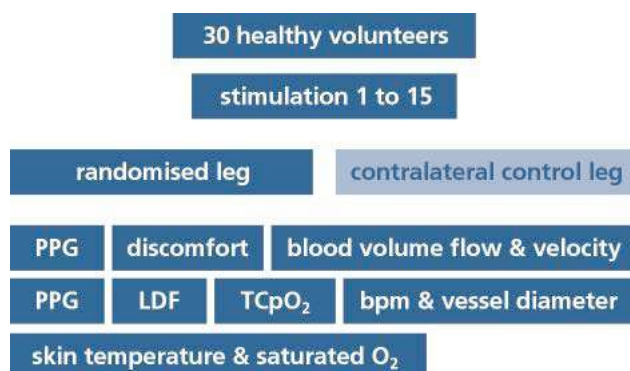 30 healthy volunteers
stimulation 1 to 15
randomised leg contralateral control leg
PPG discomfort blood volume flow & velocity
PPG LDF TCpO₂ bpm & vessel diameter
skin temperature & saturated O₂